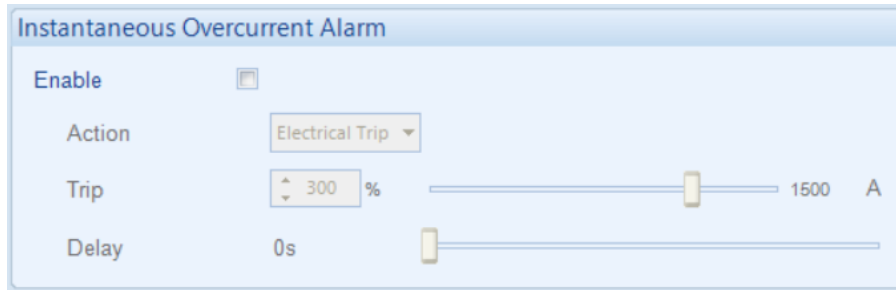 Instantaneous Overcurrent Alarm
Enable
Action Electrical Trip
Trip 300 % 1500 A
Delay 0s